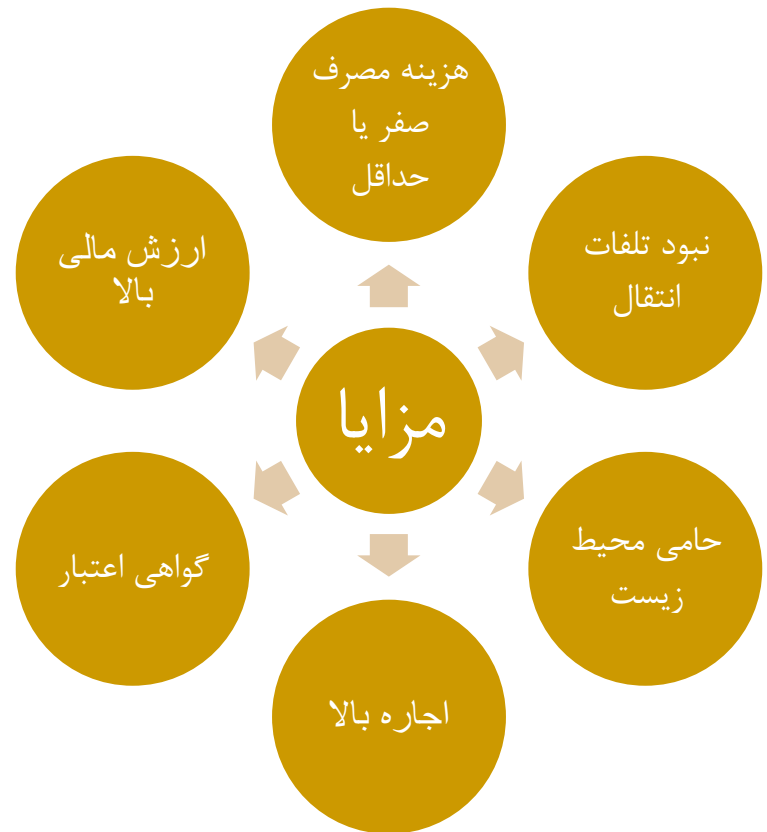 مزایا
هزینه مصرف
صفر یا
حداقل
نبود تلفات
انتقال
حامی محیط
زیست
اجاره بالا
گواهی اعتبار
ارزش مالی
بالا